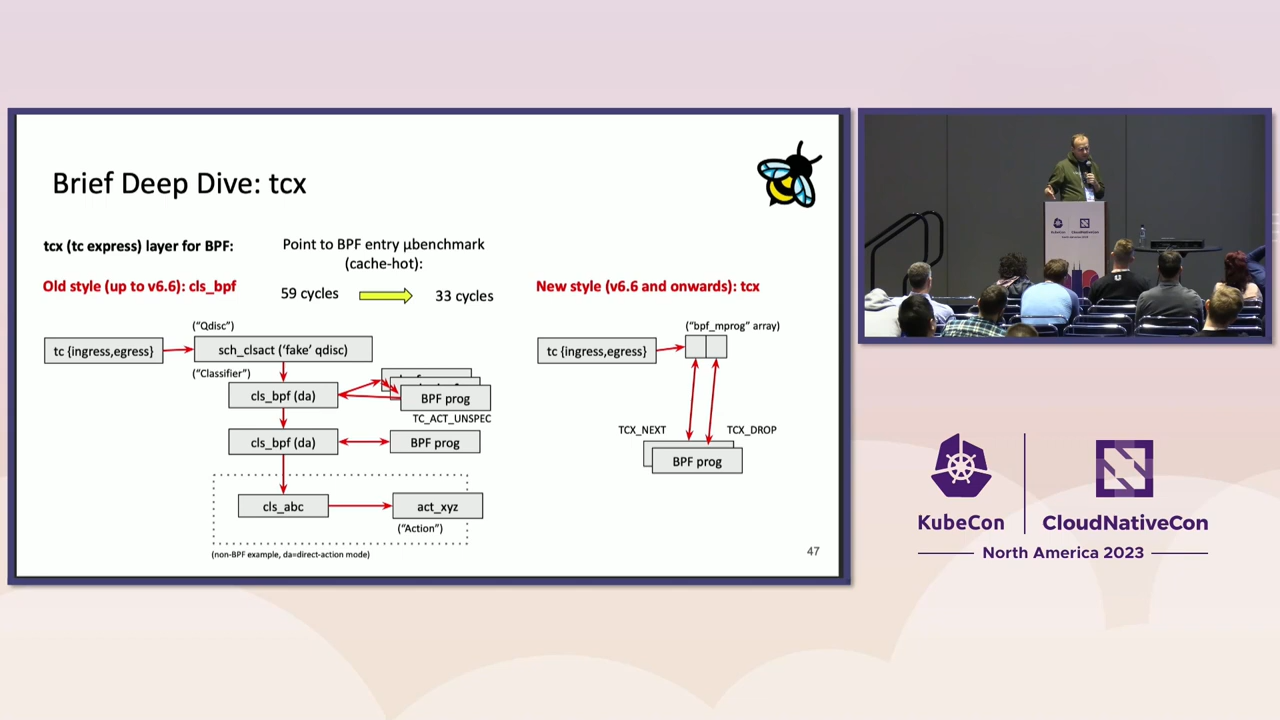 Brief Deep Dive: tcx
tcx (tc express) layer for BPF:
Point to BPF entry µbenchmark
(cache-hot):
Old style (up to v6.6): cls_bpf
59 cycles
33 cycles
New style (v6.6 and onwards): tcx
("Qdisc")
tc {ingress,egress}
sch_clsact ('fake' qdisc)
("Classifier")
cls_bpf (da)
BPF prog
TC_ACT_UNSPEC
cls_bpf (da)
BPF prog
cls_abc
act_xyz
("Action")
(non-BPF example, da=direct-action mode)
("bpf_mprog" array)
tc {ingress,egress}
TCX_NEXT
TCX_DROP
BPF prog
47
KubeCon
CloudNativeCon
North America 2023